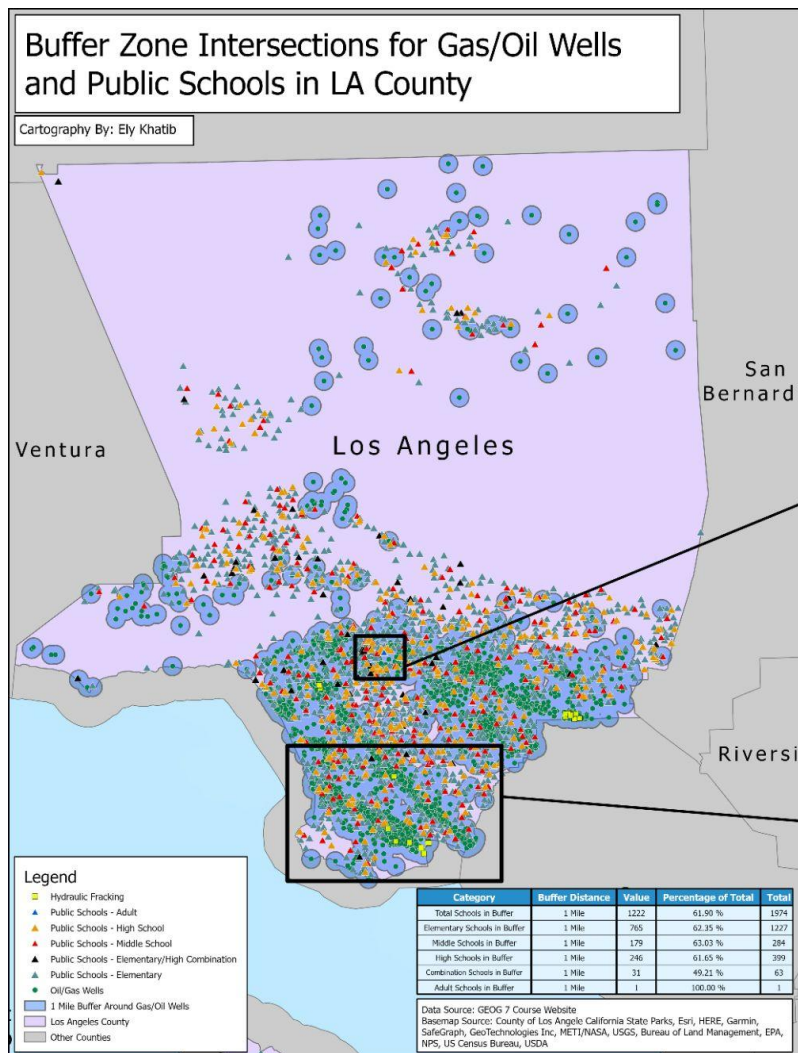 Buffer Zone Intersections for Gas/Oil Wells
and Public Schools in LA County
Cartography By: Ely Khatib
San
Bernard
Ventura
Los Angeles
Riversi
Legend
Hydraulic Fracking
Public Schools - Adult
Public Schools - High School
Public Schools - Middle School
Public Schools - Elementary/High Combination
Public Schools - Elementary
Oil/Gas Wells
1 Mile Buffer Around Gas/Oil Wells
Los Angeles County
Other Counties
Category Buffer Distance Value Percentage of Total Total
Total Schools in Buffer 1 Mile 1222 61.90 % 1974
Elementary Schools in Buffer 1 Mile 765 62.35 % 1227
Middle Schools in Buffer 1 Mile 179 63.03 % 284
High Schools in Buffer 1 Mile 246 61.65 % 399
Combination Schools in Buffer 1 Mile 31 49.21 % 63
Adult Schools in Buffer 1 Mile 1 100.00 % 1
Data Source: GEOG 7 Course Website
Basemap Source: County of Los Angele California State Parks, Esri, HERE, Garmin,
SafeGraph, GeoTechnologies Inc, METI/NASA, USGS, Bureau of Land Management, EPA,
NPS, US Census Bureau, USDA